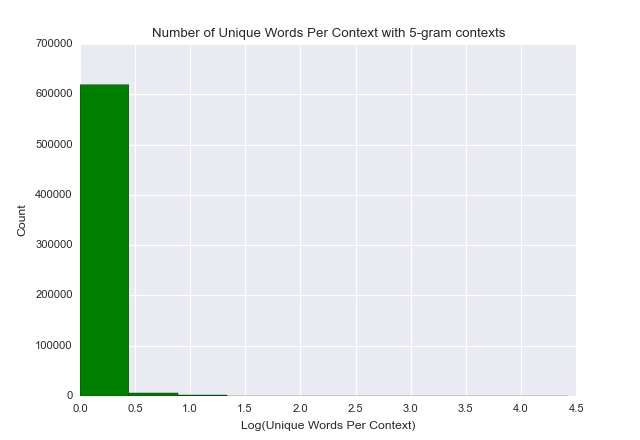 Number of Unique Words Per Context with 5-gram contexts
700000
600000
500000
400000
300000
200000
100000
0
Count
0.0 0.5 1.0 1.5 2.0 2.5 3.0 3.5 4.0 4.5
Log(Unique Words Per Context)